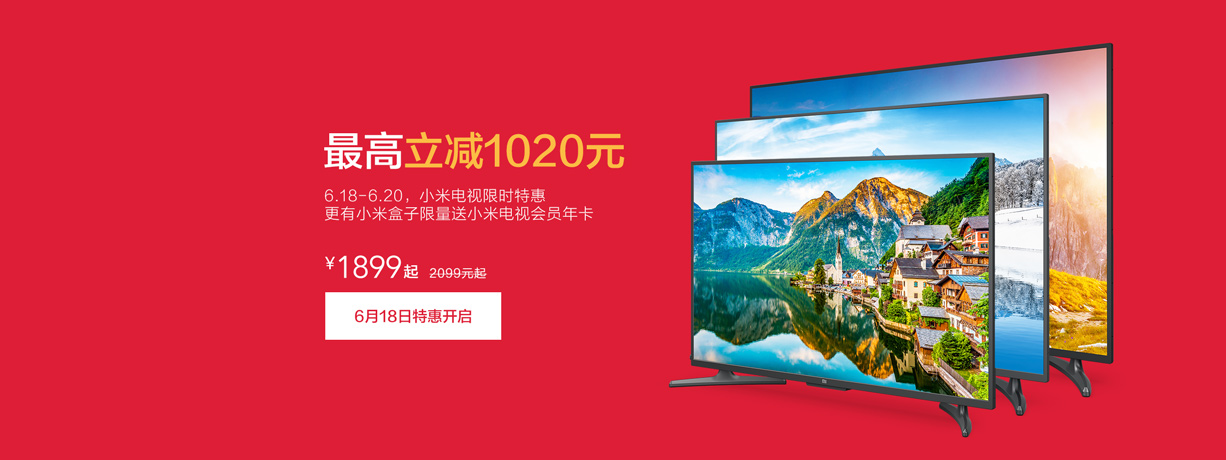 最高立减1020元
6.18-6.20，小米电视限时特惠
更有小米盒子限量送小米电视会员年卡
¥1899起 2099元起
6月18日特惠开启